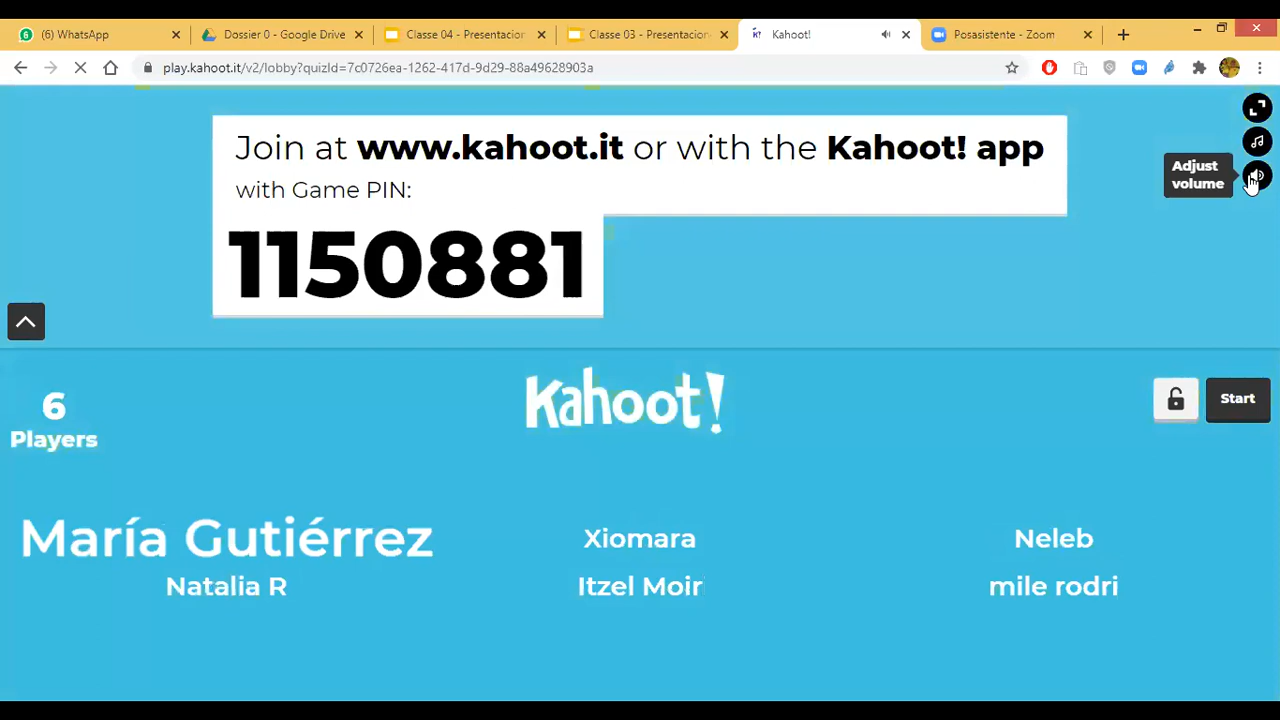 (6) WhatsApp
Dossier 0 - Google Drive
Classe 04 - Presentacion
Classe 03 - Presentacion
Kahoot!
Posasistente - Zoom
play.kahoot.it/v2/lobby?quizId=7c0726ea-1262-417d-9d29-88a49628903a
Join at www.kahoot.it or with the Kahoot! app
with Game PIN:
1150881
Adjust
volume
6
Players
Kahoot!
Start
María Gutiérrez
Xiomara
Neleb
Natalia R
Itzel Moir
mile rodri